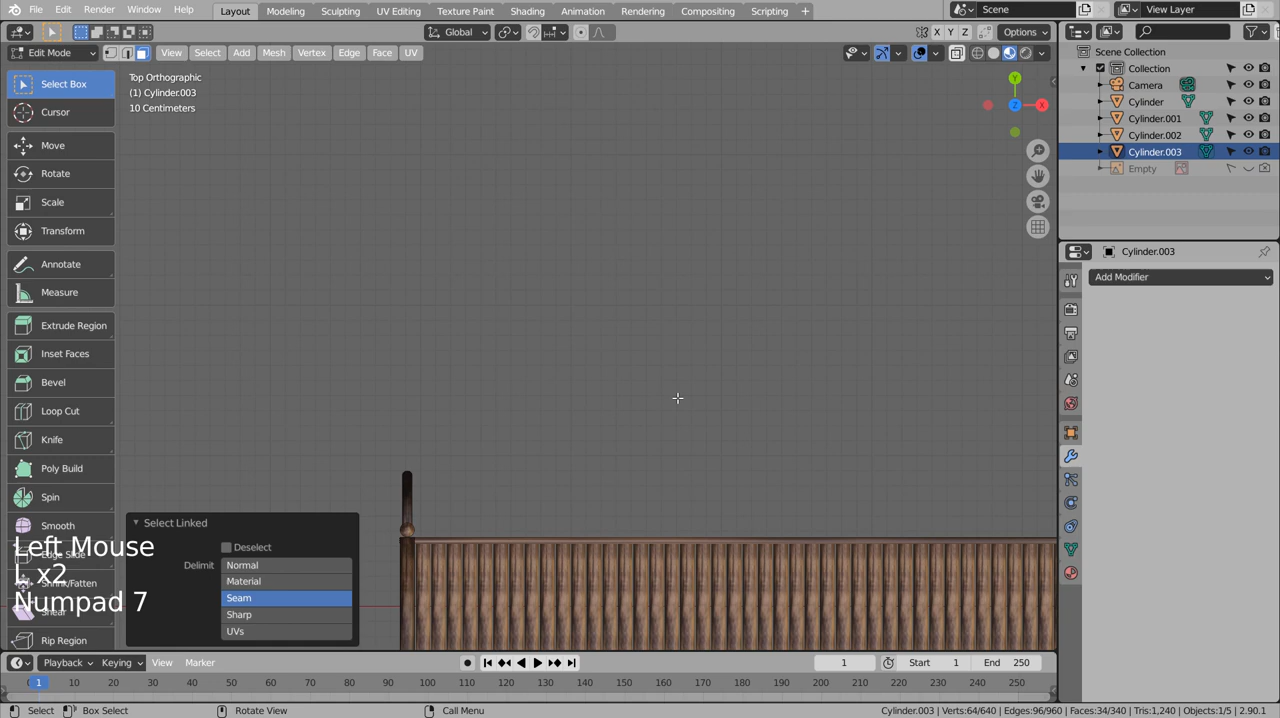 File Edit Render Window Help Layout Modeling Sculpting UV Editing Texture Paint Shading Animation Rendering Compositing Scripting + Scene View Layer
Global X Y Z Options
Edit Mode View Select Add Mesh Vertex Edge Face UV
Scene Collection
Collection
Camera
Cylinder
Cylinder.001
Cylinder.002
Cylinder.003
Empty
Select Box
Cursor
Move
Rotate
Scale
Transform
Annotate
Measure
Extrude Region
Inset Faces
Bevel
Loop Cut
Knife
Poly Build
Spin
Smooth
Edge Slide
Shrink/Fatten
Shear
Rip Region
Top Orthographic
(1) Cylinder.003
10 Centimeters
Y
Z
X
Cylinder.003
Add Modifier
Select Linked
Deselect
Delimit Normal
Material
Seam
Sharp
UVs
Left Mouse
L x2
Numpad 7
Playback Keying View Marker 1 Start 1 End 250
1 10 20 30 40 50 60 70 80 90 100 110 120 130 140 150 160 170 180 190 200 210 220 230 240 250
Select Box Select Rotate View Call Menu Cylinder.003 | Verts:64/640 | Edges:96/960 | Faces:34/340 | Tris:1,240 | Objects:1/5 | 2.90.1